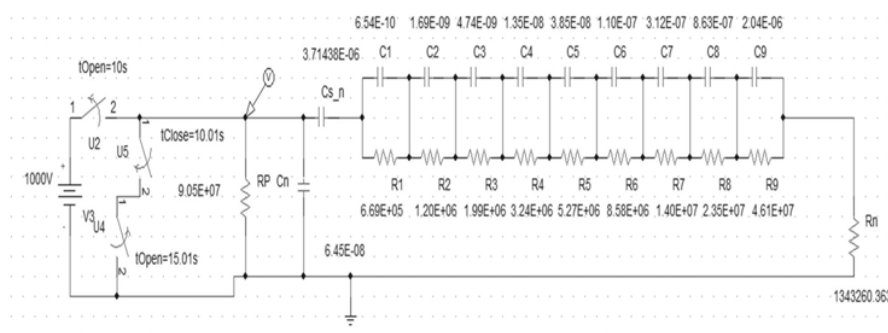 6.54E-10 1.69E-09 4.74E-09 1.35E-08 3.85E-08 1.10E-07 3.12E-07 8.63E-07 2.04E-06
3.71438E-06 C1 C2 C3 C4 C5 C6 C7 C8 C9
tOpen=10s
V
Cs_n
1 2
1
tClose=10.01s
U2 U5
1000V
+
2
9.05E+07 RP Cn
R1 R2 R3 R4 R5 R6 R7 R8 R9
6.69E+05 1.20E+06 1.99E+06 3.24E+06 5.27E+06 8.58E+06 1.40E+07 2.35E+07 4.61E+07
1
V3 U4
-
Rn
tOpen=15.01s
2
6.45E-08
1343260.363